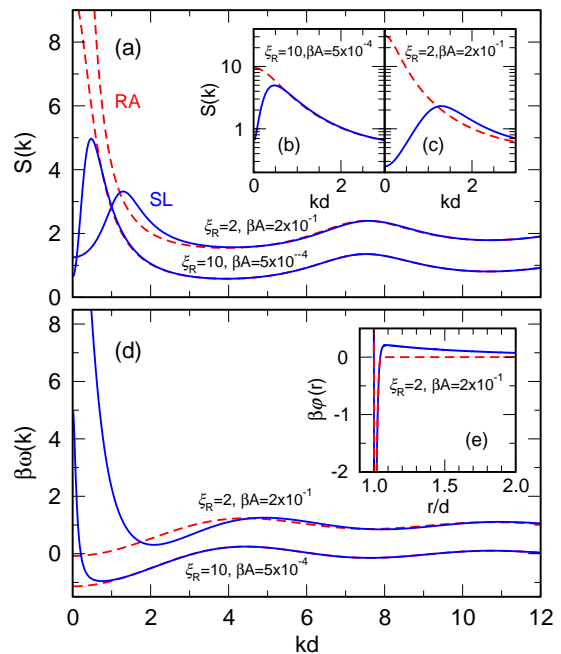 8
6
4
2
0
S(k)
(a)
RA
SL
ξR=2, βA=2x10-1
ξR=10, βA=5x10--4
10
1
S(k)
ξR=10,βA=5x10-4
(b)
0 2
kd
ξR=2,βA=2x10-1
(c)
0 2
kd
8
6
4
2
0
βω(k)
(d)
ξR=2, βA=2x10-1
ξR=10, βA=5x10-4
0
-1
-2
βφ(r)
ξR=2, βA=2x10-1
(e)
1.0 1.5 2.0
r/d
0 2 4 6 8 10 12
kd